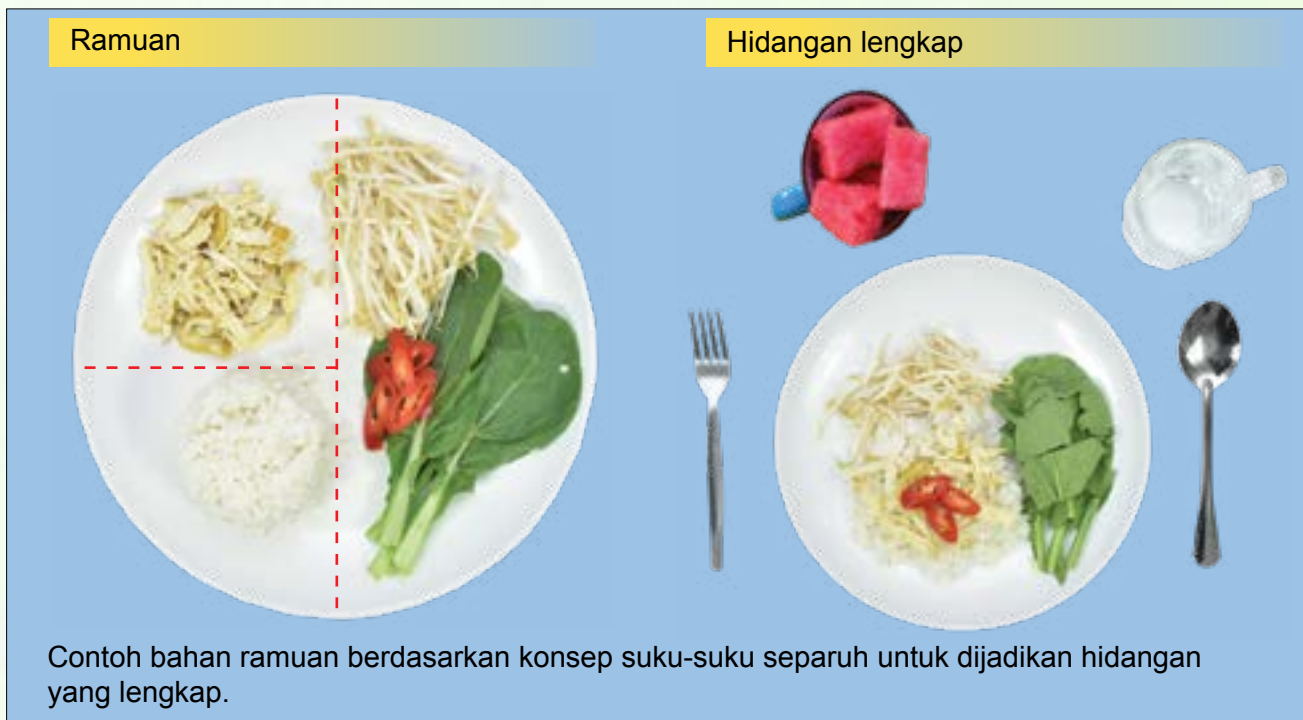 Ramuan
Hidangan lengkap
Contoh bahan ramuan berdasarkan konsep suku-suku separuh untuk dijadikan hidangan
yang lengkap.